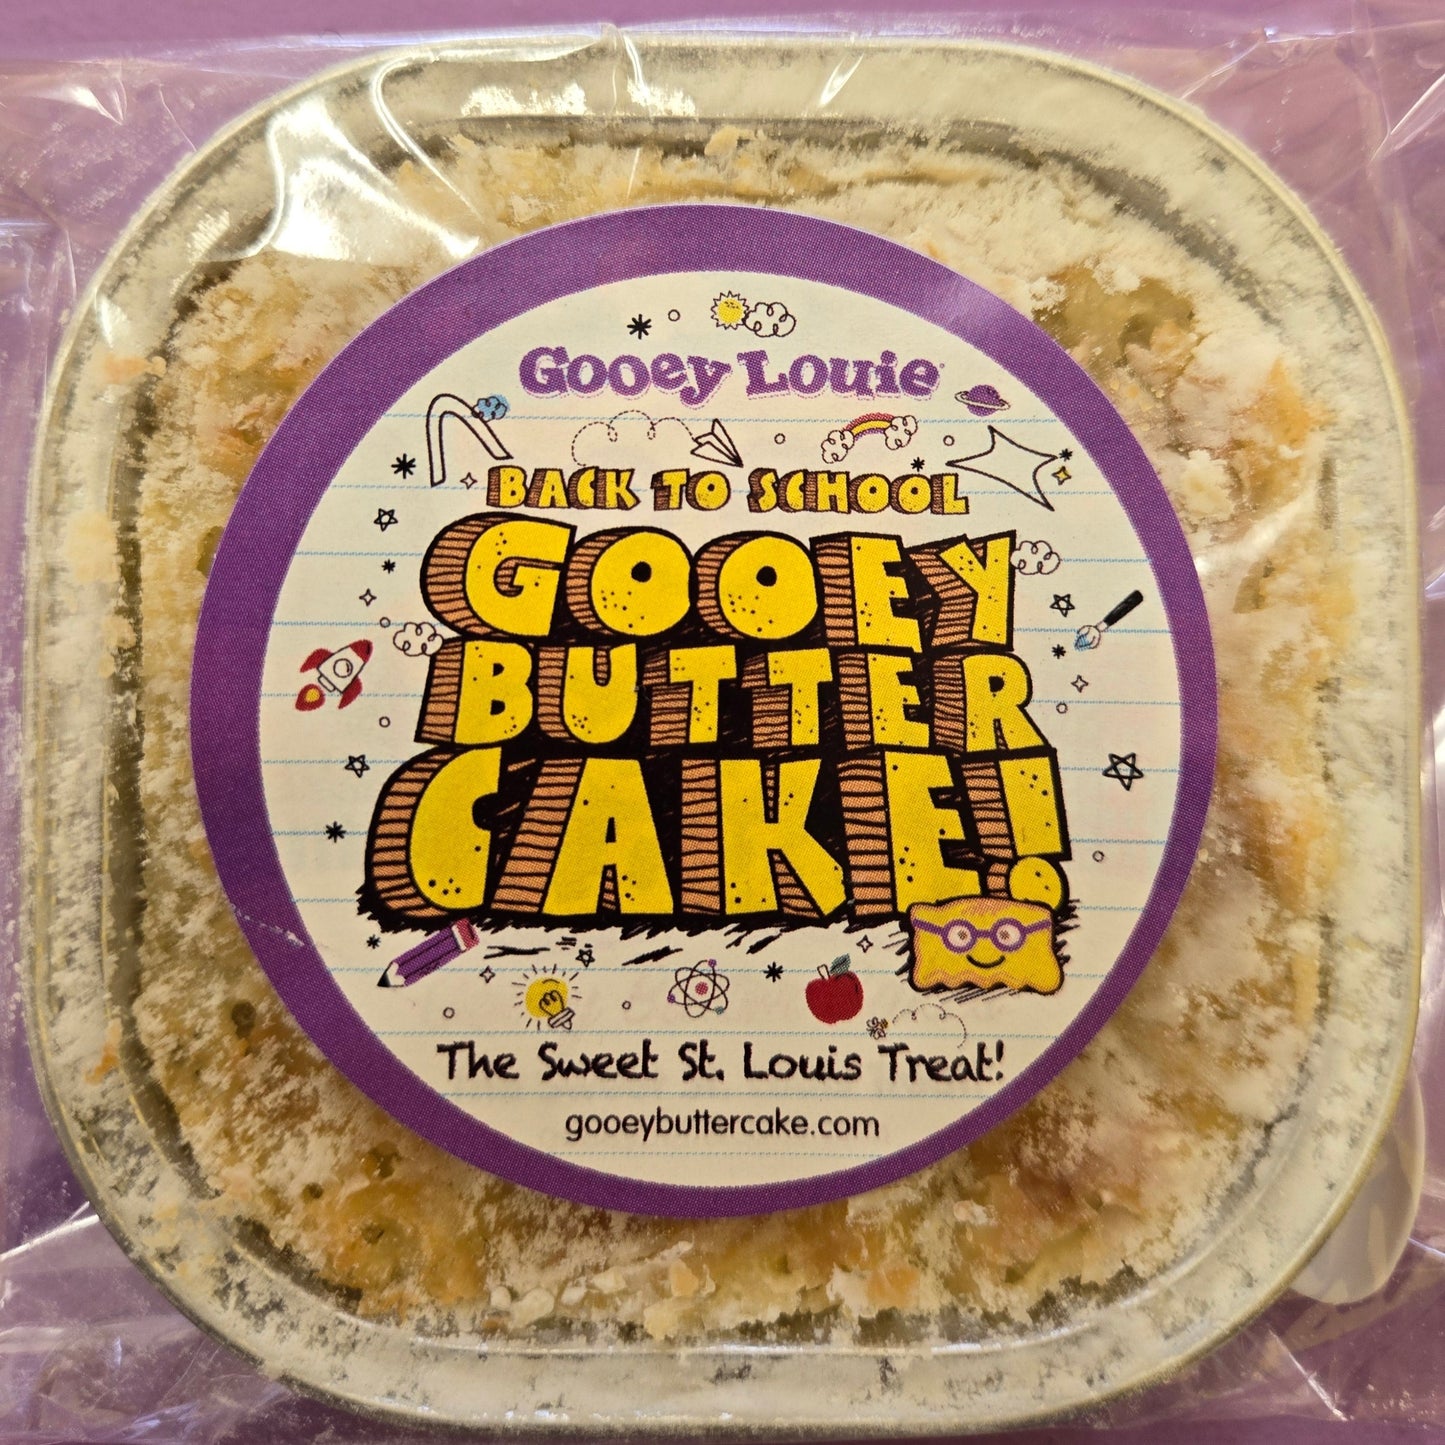 Gooey Louie
BACK TO SCHOOL
GOOEY
BUTTER
CAKE!
The Sweet St. Louis Treat!
gooeybuttercake.com